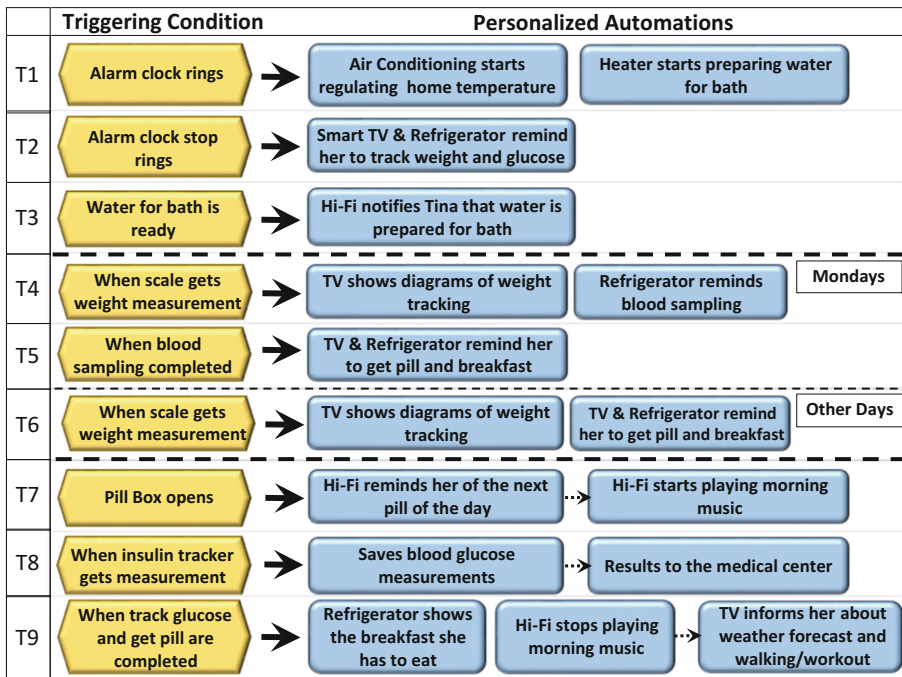 Triggering Condition
Personalized Automations
T1
Alarm clock rings
Air Conditioning starts
regulating home temperature
Heater starts preparing water
for bath
T2
Alarm clock stop
rings
Smart TV & Refrigerator remind
her to track weight and glucose
T3
Water for bath is
ready
Hi-Fi notifies Tina that water is
prepared for bath
T4
When scale gets
weight measurement
TV shows diagrams of weight
tracking
Refrigerator reminds
blood sampling
Mondays
T5
When blood
sampling completed
TV & Refrigerator remind her
to get pill and breakfast
T6
When scale gets
weight measurement
TV shows diagrams of weight
tracking
TV & Refrigerator remind
her to get pill and breakfast
Other Days
T7
Pill Box opens
Hi-Fi reminds her of the next
pill of the day
Hi-Fi starts playing morning
music
T8
When insulin tracker
gets measurement
Saves blood glucose
measurements
Results to the medical center
T9
When track glucose
and get pill are
completed
Refrigerator shows
the breakfast she
has to eat
Hi-Fi stops playing
morning music
TV informs her about
weather forecast and
walking/workout